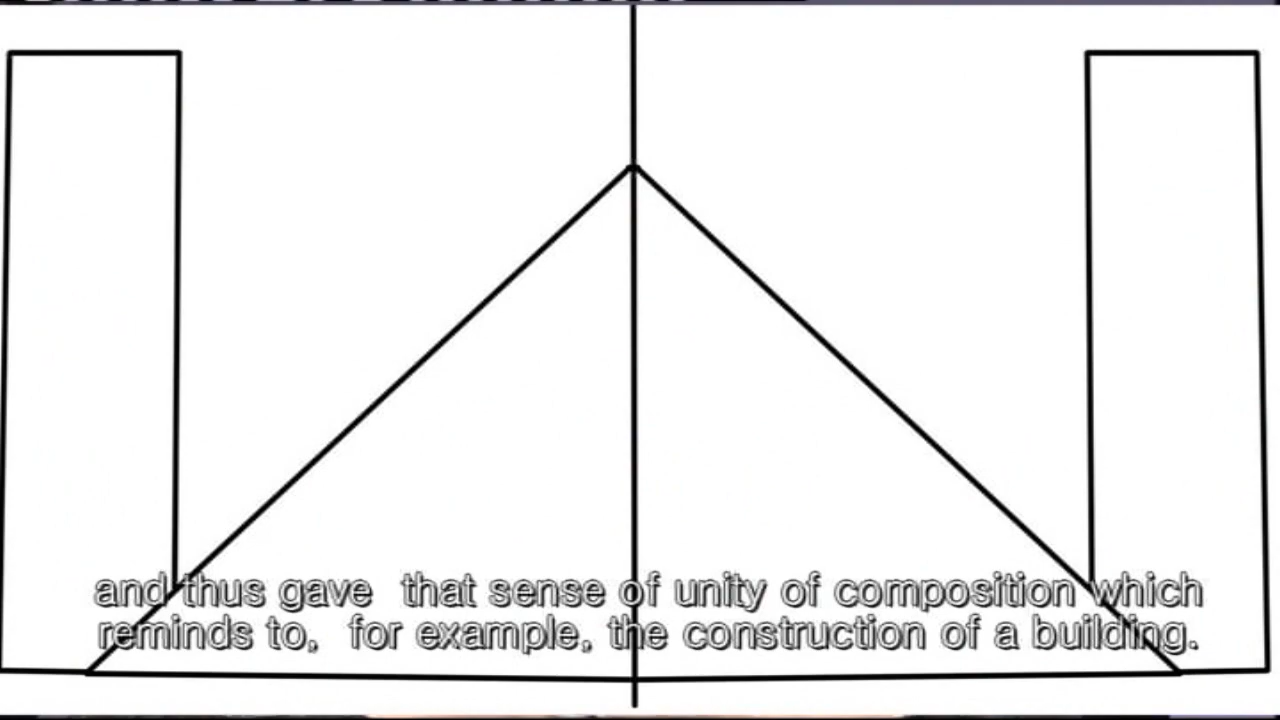 and thus gave that sense of unity of composition which
reminds to, for example, the construction of a building.